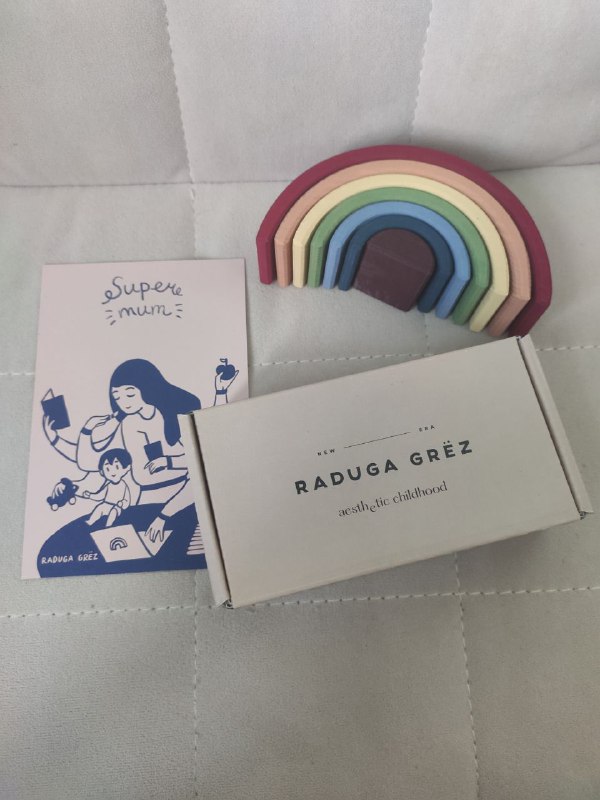 Super
mum
RADUGA GRËZ
NEW ERA
RADUGA GRËZ
aesthetic childhood